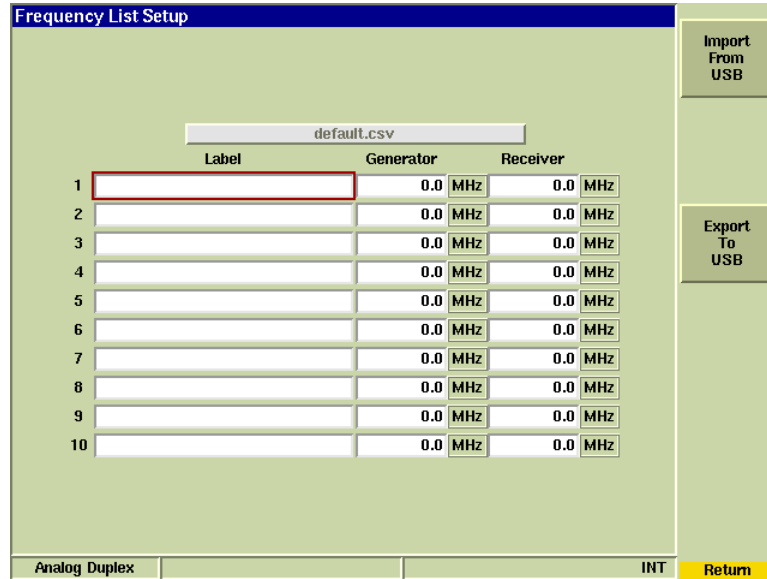 Frequency List Setup
Import
From
USB
default.csv
Label Generator Receiver
1 0.0 MHz 0.0 MHz
2 0.0 MHz 0.0 MHz
3 0.0 MHz 0.0 MHz
4 0.0 MHz 0.0 MHz
5 0.0 MHz 0.0 MHz
6 0.0 MHz 0.0 MHz
7 0.0 MHz 0.0 MHz
8 0.0 MHz 0.0 MHz
9 0.0 MHz 0.0 MHz
10 0.0 MHz 0.0 MHz
Export
To
USB
Analog Duplex INT Return